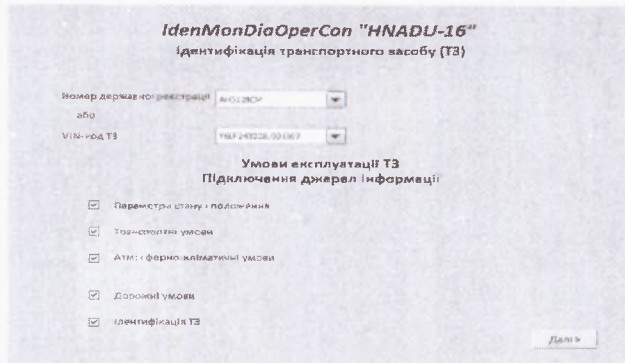 IdenMonDiaOperCon "HNADU-16"
Ідентифікація транспортного засобу (ТЗ)
Номер державної реєстрації
або
VIN-код ТЗ
Умови експлуатації ТЗ
Підключення джерел інформації
Параметри стану і положення
Транспортні умови
Атмосферно-кліматичні умови
Дорожні умови
Ідентифікація ТЗ
Далі >